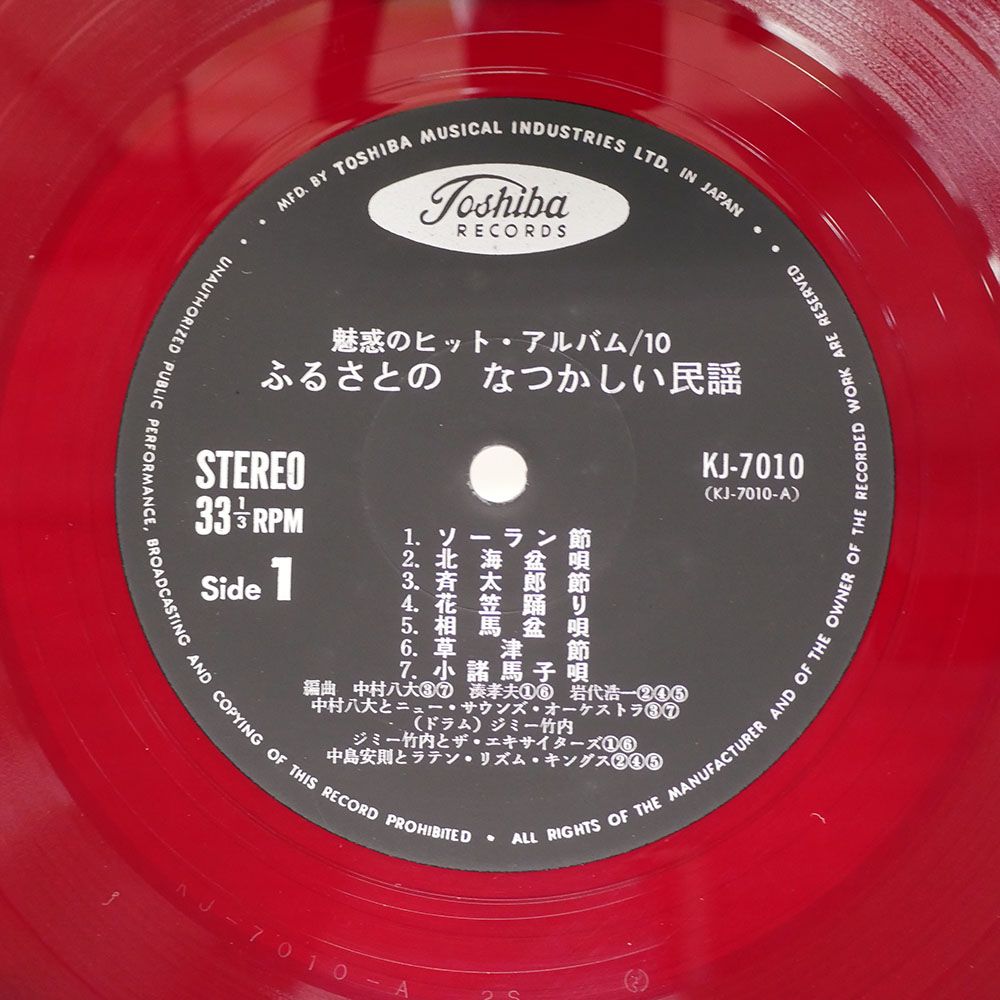 MFD. BY TOSHIBA MUSICAL INDUSTRIES LTD. IN JAPAN
Toshiba
RECORDS
魅惑のヒット・アルバム/10
ふるさとの なつかしい民謡
STEREO
33 1/3 RPM
Side 1
KJ-7010
(KJ-7010-A)
1. ソーラン節
2. 北海盆唄
3. 斉太郎節
4. 花笠踊り
5. 相馬盆唄
6. 草津節
7. 小諸馬子唄
編曲 中村八大③⑦ 湊孝夫①⑥ 岩代浩一②④⑤
中村八大とニュー・サウンズ・オーケストラ③⑦
(ドラム)ジミー竹内
ジミー竹内とザ・エキサイターズ①⑥
中島安則とラテン・リズム・キングス②④⑤
UNAUTHORIZED PUBLIC PERFORMANCE, BROADCASTING AND COPYING OF THIS RECORD PROHIBITED • ALL RIGHTS OF THE MANUFACTURER AND OF THE OWNER OF THE RECORDED WORK ARE RESERVED
KJ-7010-A 2S